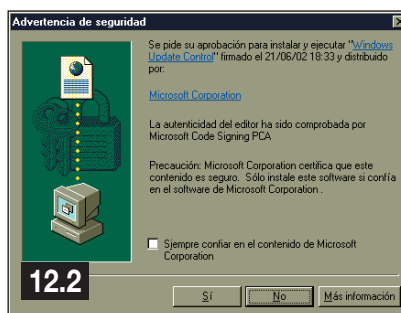 Advertencia de seguridad
Se pide su aprobación para instalar y ejecutar "Windows
Update Control" firmado el 21/06/02 18:33 y distribuido
por:
Microsoft Corporation
La autenticidad del editor ha sido comprobada por
Microsoft Code Signing PCA
Precaución: Microsoft Corporation certifica que este
contenido es seguro. Sólo instale este software si confía
en el software de Microsoft Corporation .
Siempre confiar en el contenido de Microsoft
Corporation
12.2
Sí
No
Más información